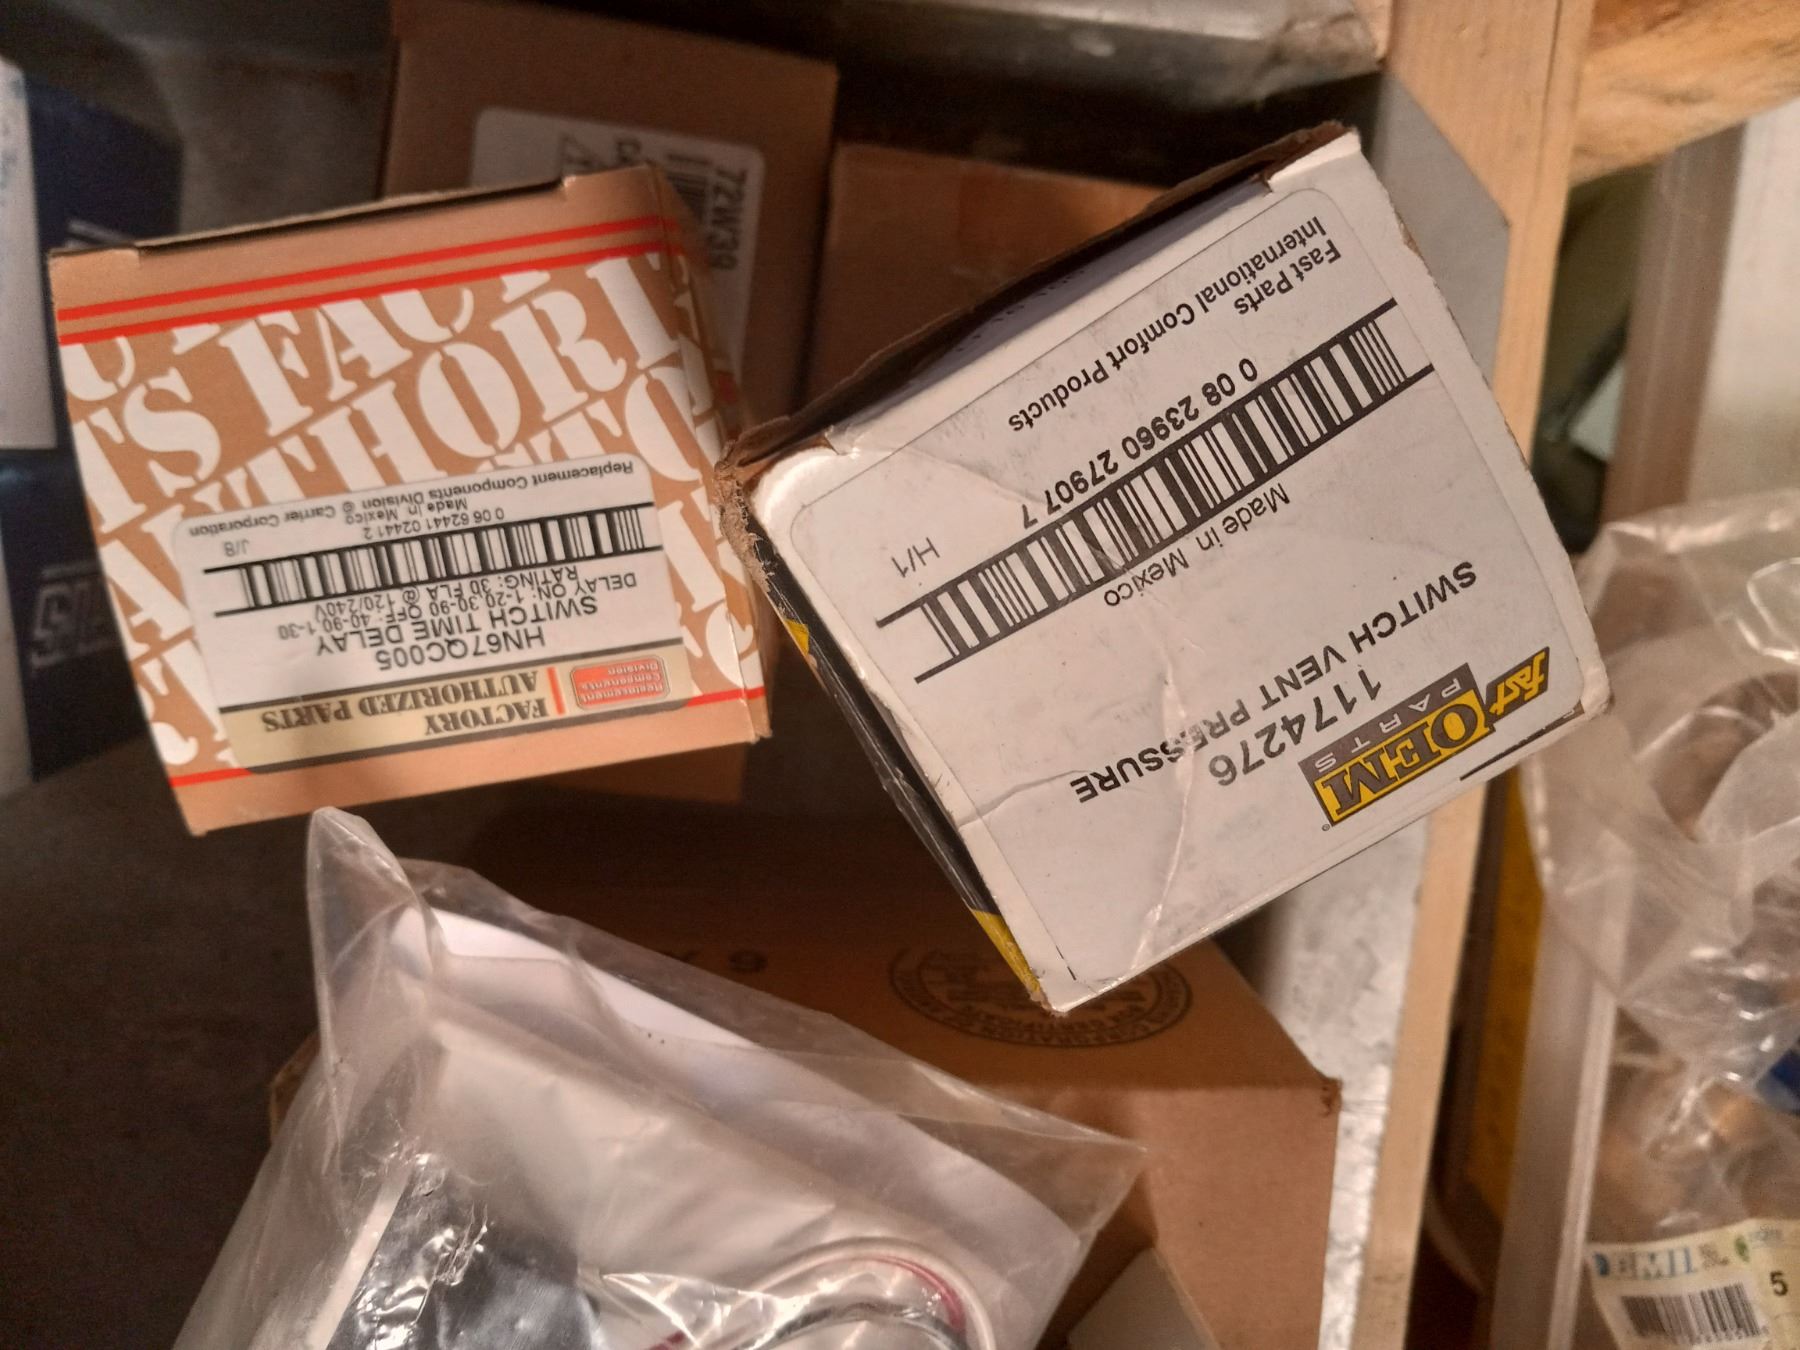 FACTORY
AUTHORIZED PARTS
Replacement
Components
Division
HN67QC005
SWITCH TIME DELAY
DELAY ON: 1-20,30-90 OFF: 40-90,1-30
RATING: 30 FLA @ 120/240V
J/8
0 06 62441 02441 2
Made in Mexico
Replacement Components Division @ Carrier Corporation
fast OEM
PARTS
1174276
SWITCH VENT PRESSURE
Made in Mexico
H/1
0 08 23960 27907 7
International Comfort Products
Fast Parts
72W39
5